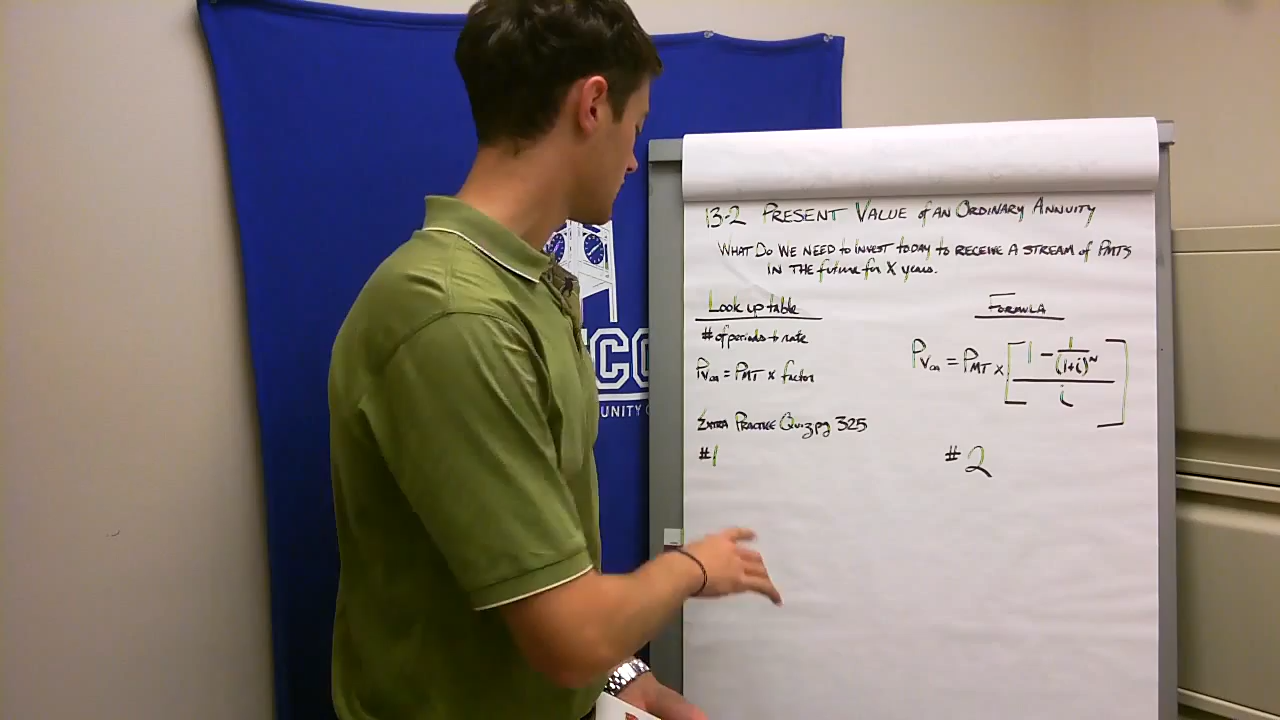 13-2 PRESENT VALUE of AN ORDINARY ANNUITY
WHAT DO WE NEED TO INVEST today to RECEIVE A STREAM of PMTS
IN THE future for X years.
Look up table
# of periods + rate
PVoa = PMT x factor
EXTRA PRACTICE Quiz pg 325
#1
FORMULA
PVoa = PMT x [1 - 1/(1+i)^N / i]
#2
CC
UNITY C